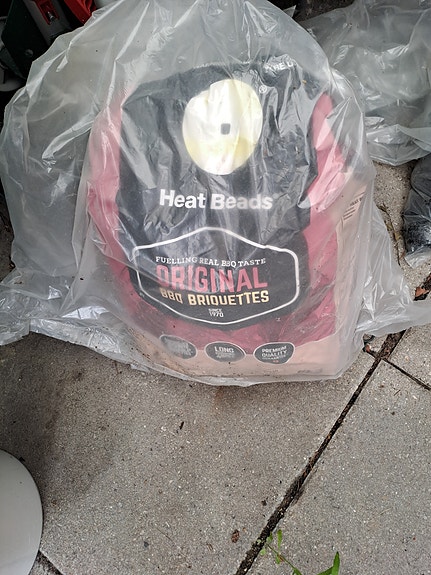 Heat Beads
FUELLING REAL BBQ TASTE
ORIGINAL
BBQ BRIQUETTES
SINCE
1970
LONG
PREMIUM
QUALITY